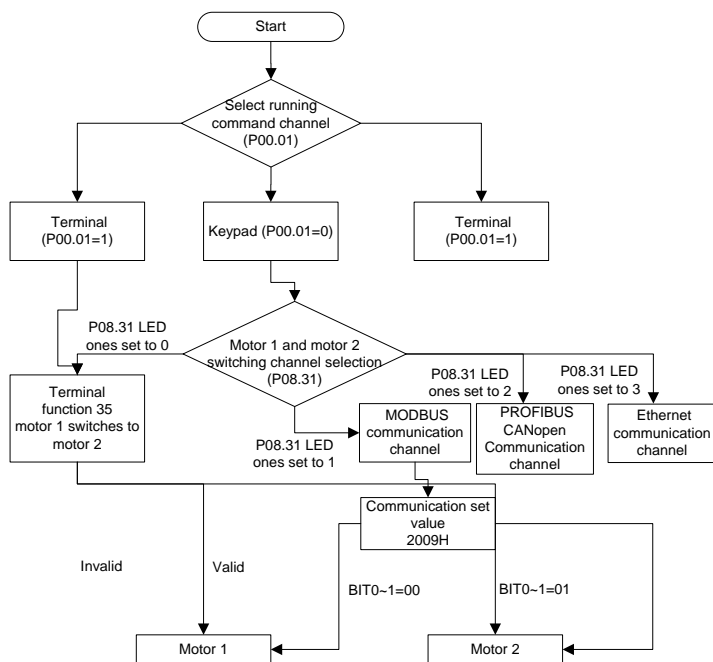 Start
Select running
command channel
(P00.01)
Terminal
(P00.01=1)
Keypad (P00.01=0)
Terminal
(P00.01=1)
P08.31 LED
ones set to 0
Motor 1 and motor 2
switching channel selection
(P08.31)
P08.31 LED
ones set to 2
P08.31 LED
ones set to 3
Terminal
function 35
motor 1 switches to
motor 2
P08.31 LED
ones set to 1
MODBUS
communication
channel
PROFIBUS
CANopen
Communication
channel
Ethernet
communication
channel
Communication set
value
2009H
Invalid
Valid
BIT0~1=00
BIT0~1=01
Motor 1
Motor 2